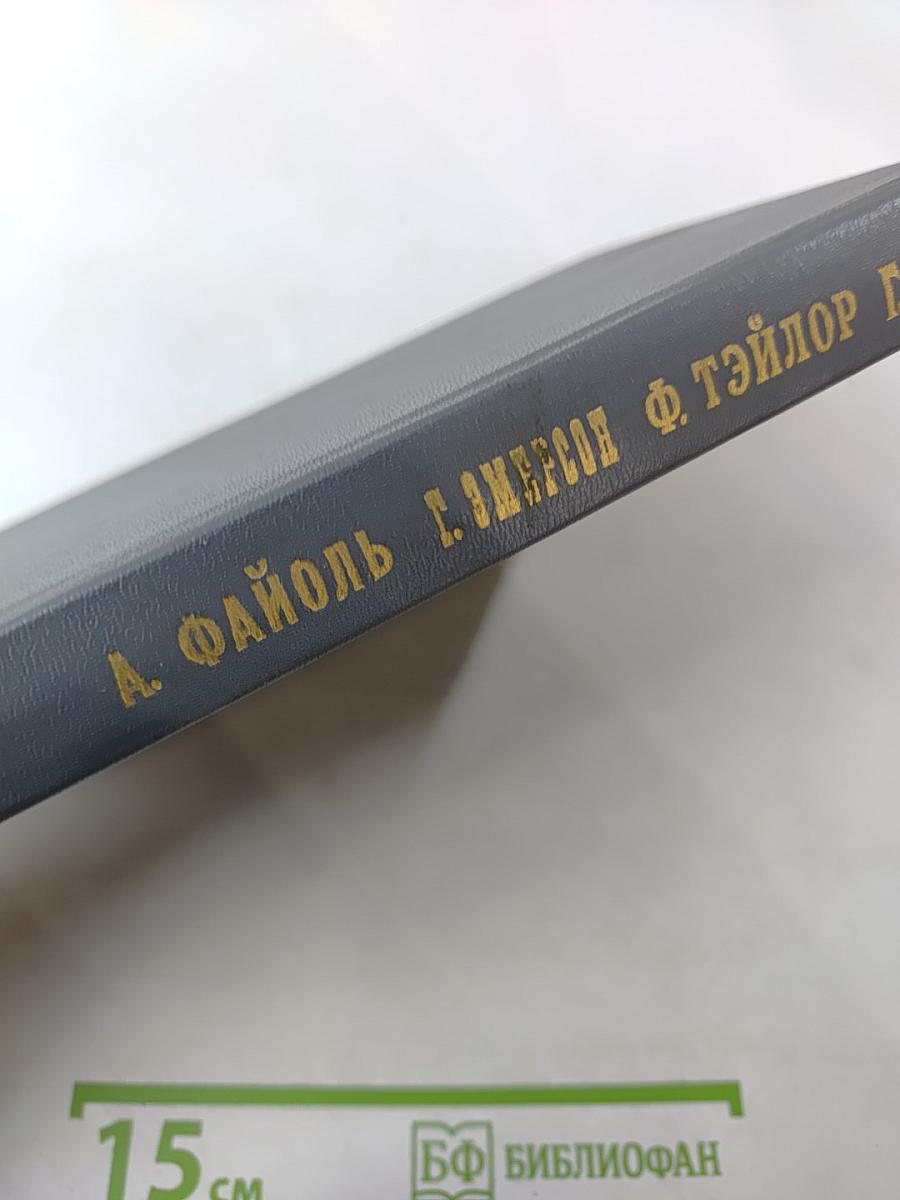 А. ФАЙОЛЬ Г. ЭМЕРСОН Ф. ТЭЙЛОР Г.
15 см
БФ БИБЛИОФАН